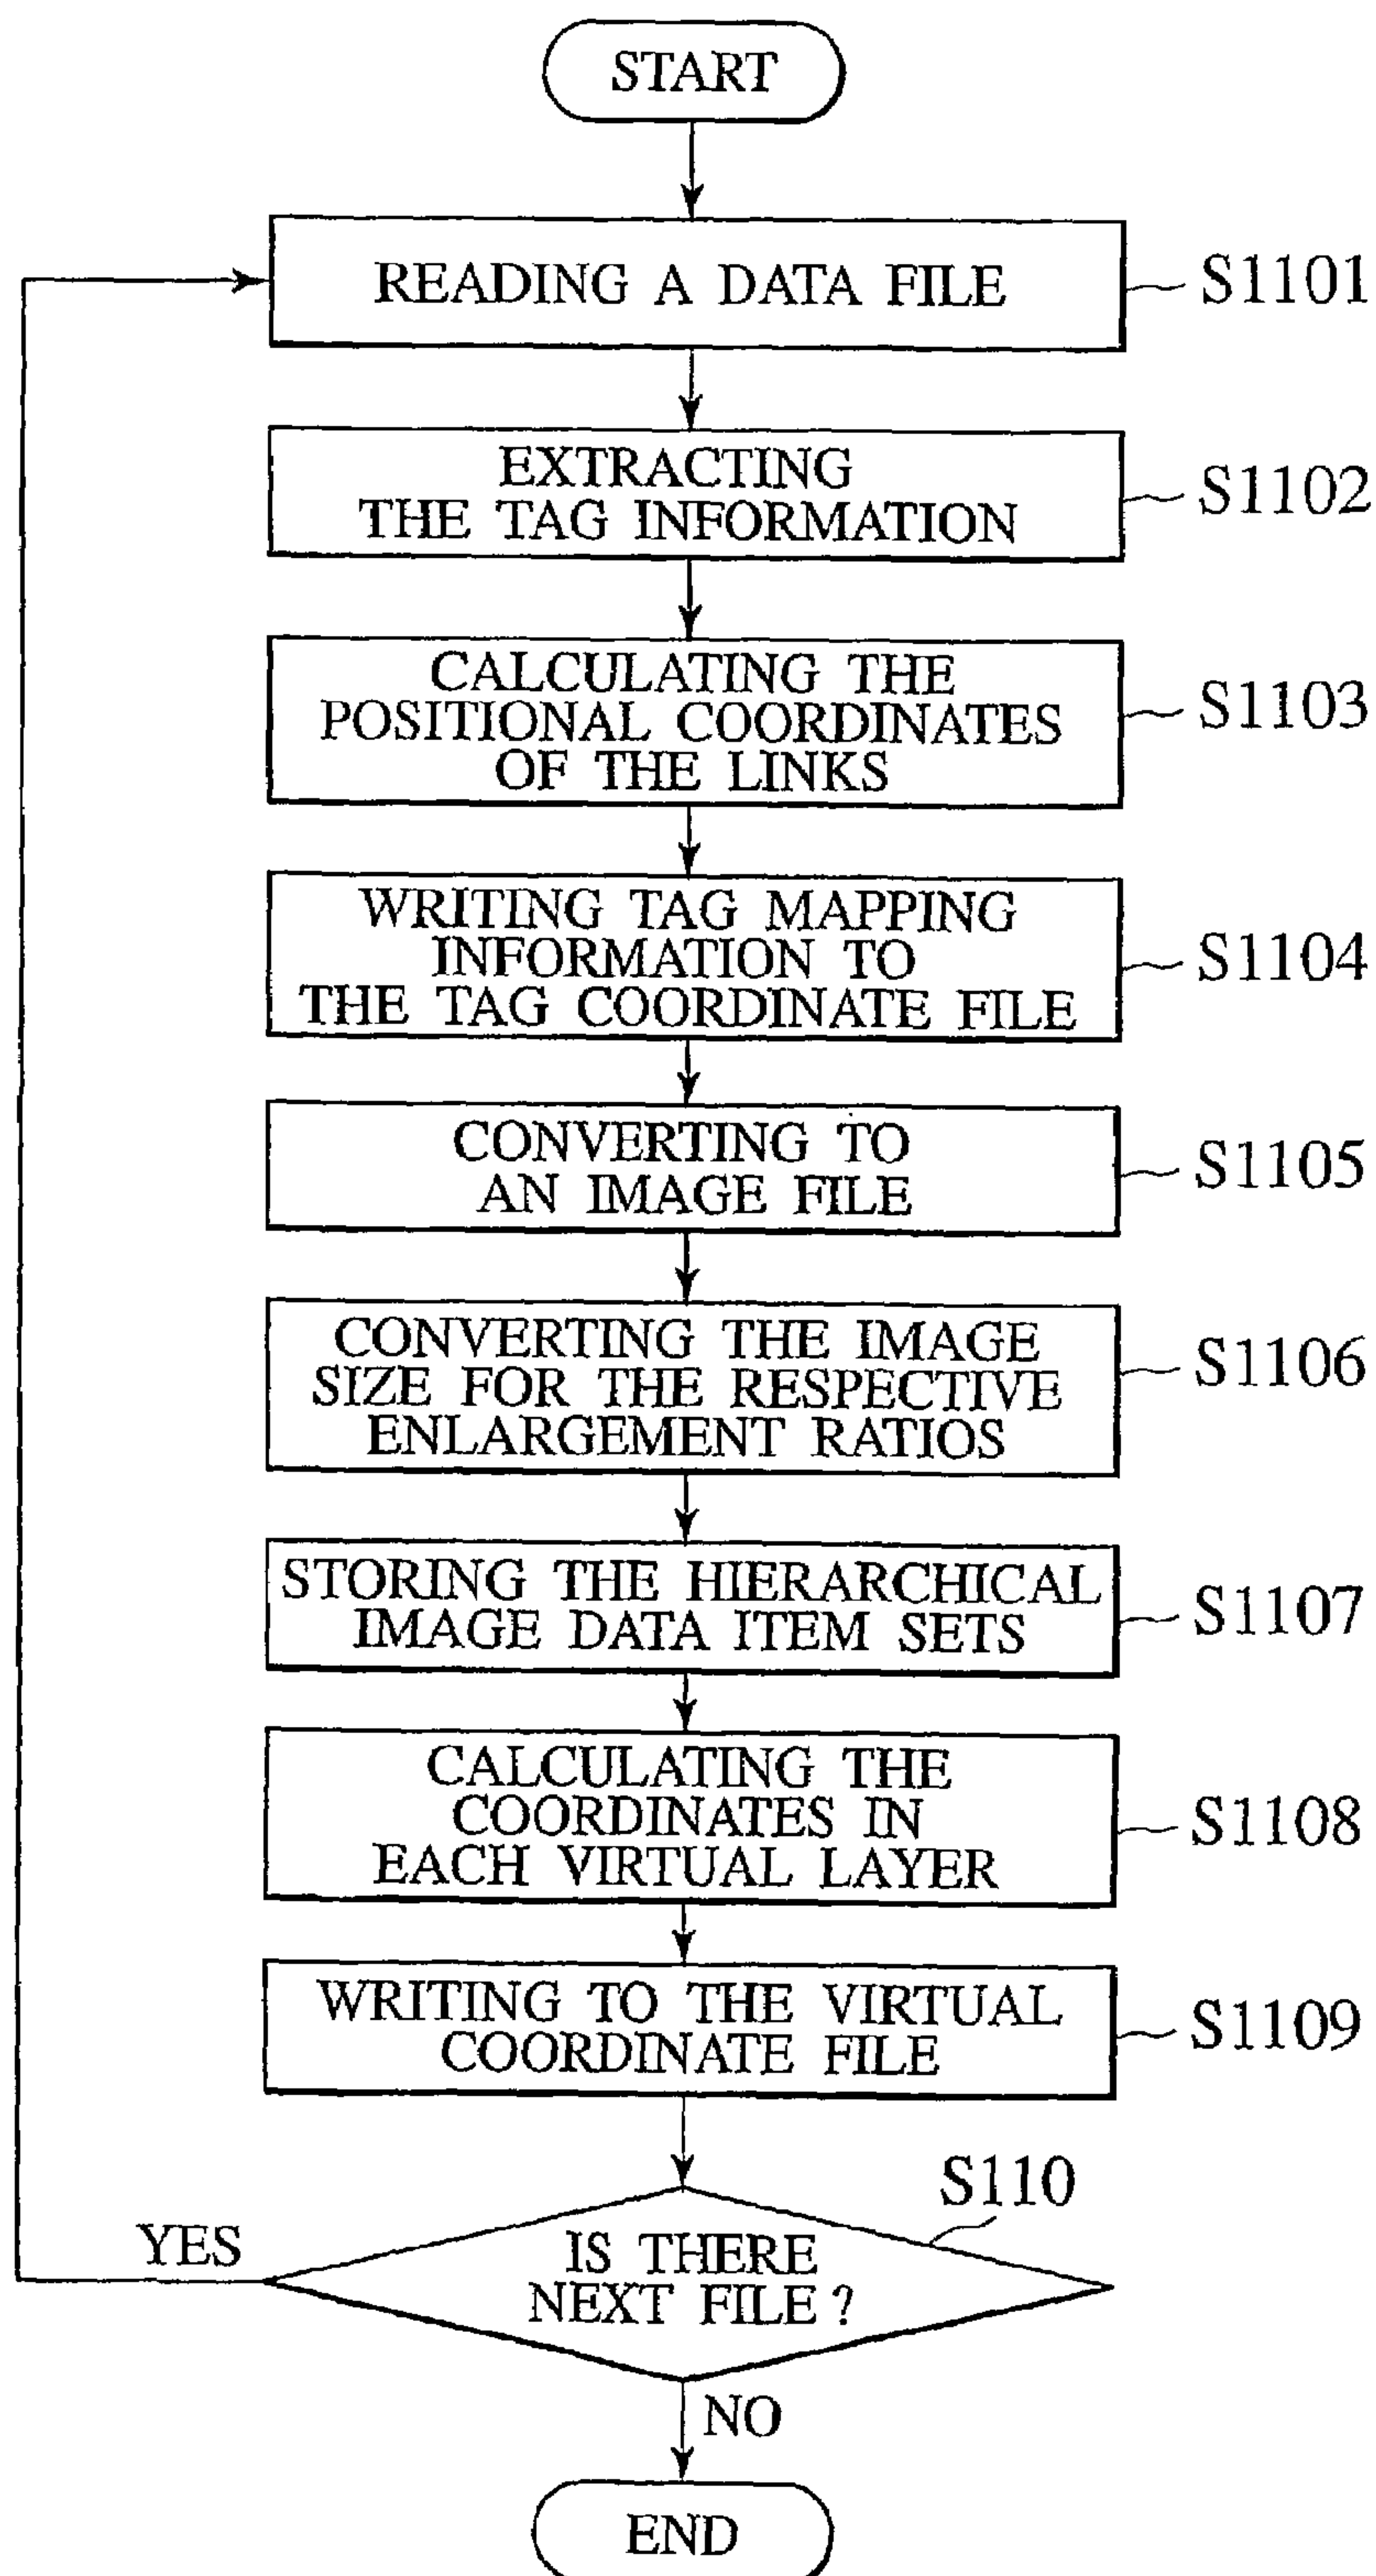 START
READING A DATA FILE
S1101
EXTRACTING
THE TAG INFORMATION
S1102
CALCULATING THE
POSITIONAL COORDINATES
OF THE LINKS
S1103
WRITING TAG MAPPING
INFORMATION TO
THE TAG COORDINATE FILE
S1104
CONVERTING TO
AN IMAGE FILE
S1105
CONVERTING THE IMAGE
SIZE FOR THE RESPECTIVE
ENLARGEMENT RATIOS
S1106
STORING THE HIERARCHICAL
IMAGE DATA ITEM SETS
S1107
CALCULATING THE
COORDINATES IN
EACH VIRTUAL LAYER
S1108
WRITING TO THE VIRTUAL
COORDINATE FILE
S1109
S110
YES
IS THERE
NEXT FILE ?
NO
END